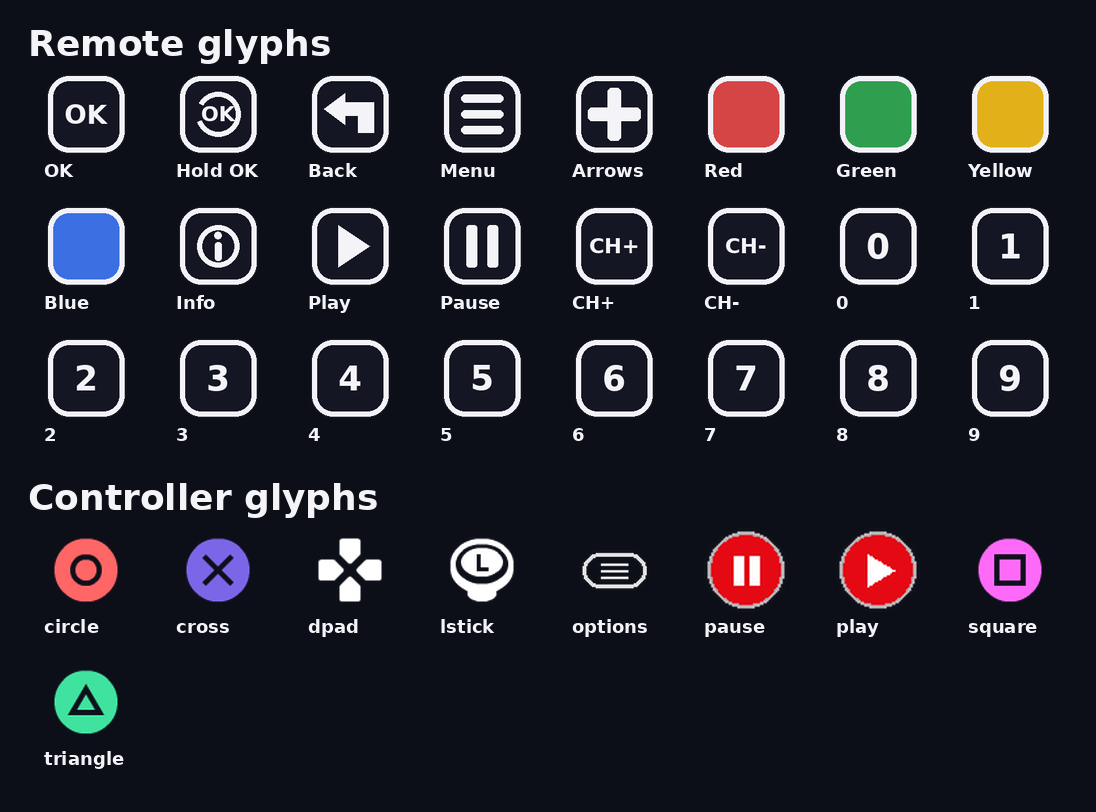 Remote glyphs
OK OK
OK Hold OK Back Menu Arrows Red Green Yellow
CH+ CH- 0 1
Blue Info Play Pause CH+ CH- 0 1
2 3 4 5 6 7 8 9
2 3 4 5 6 7 8 9
Controller glyphs
L
circle cross dpad lstick options pause play square
triangle